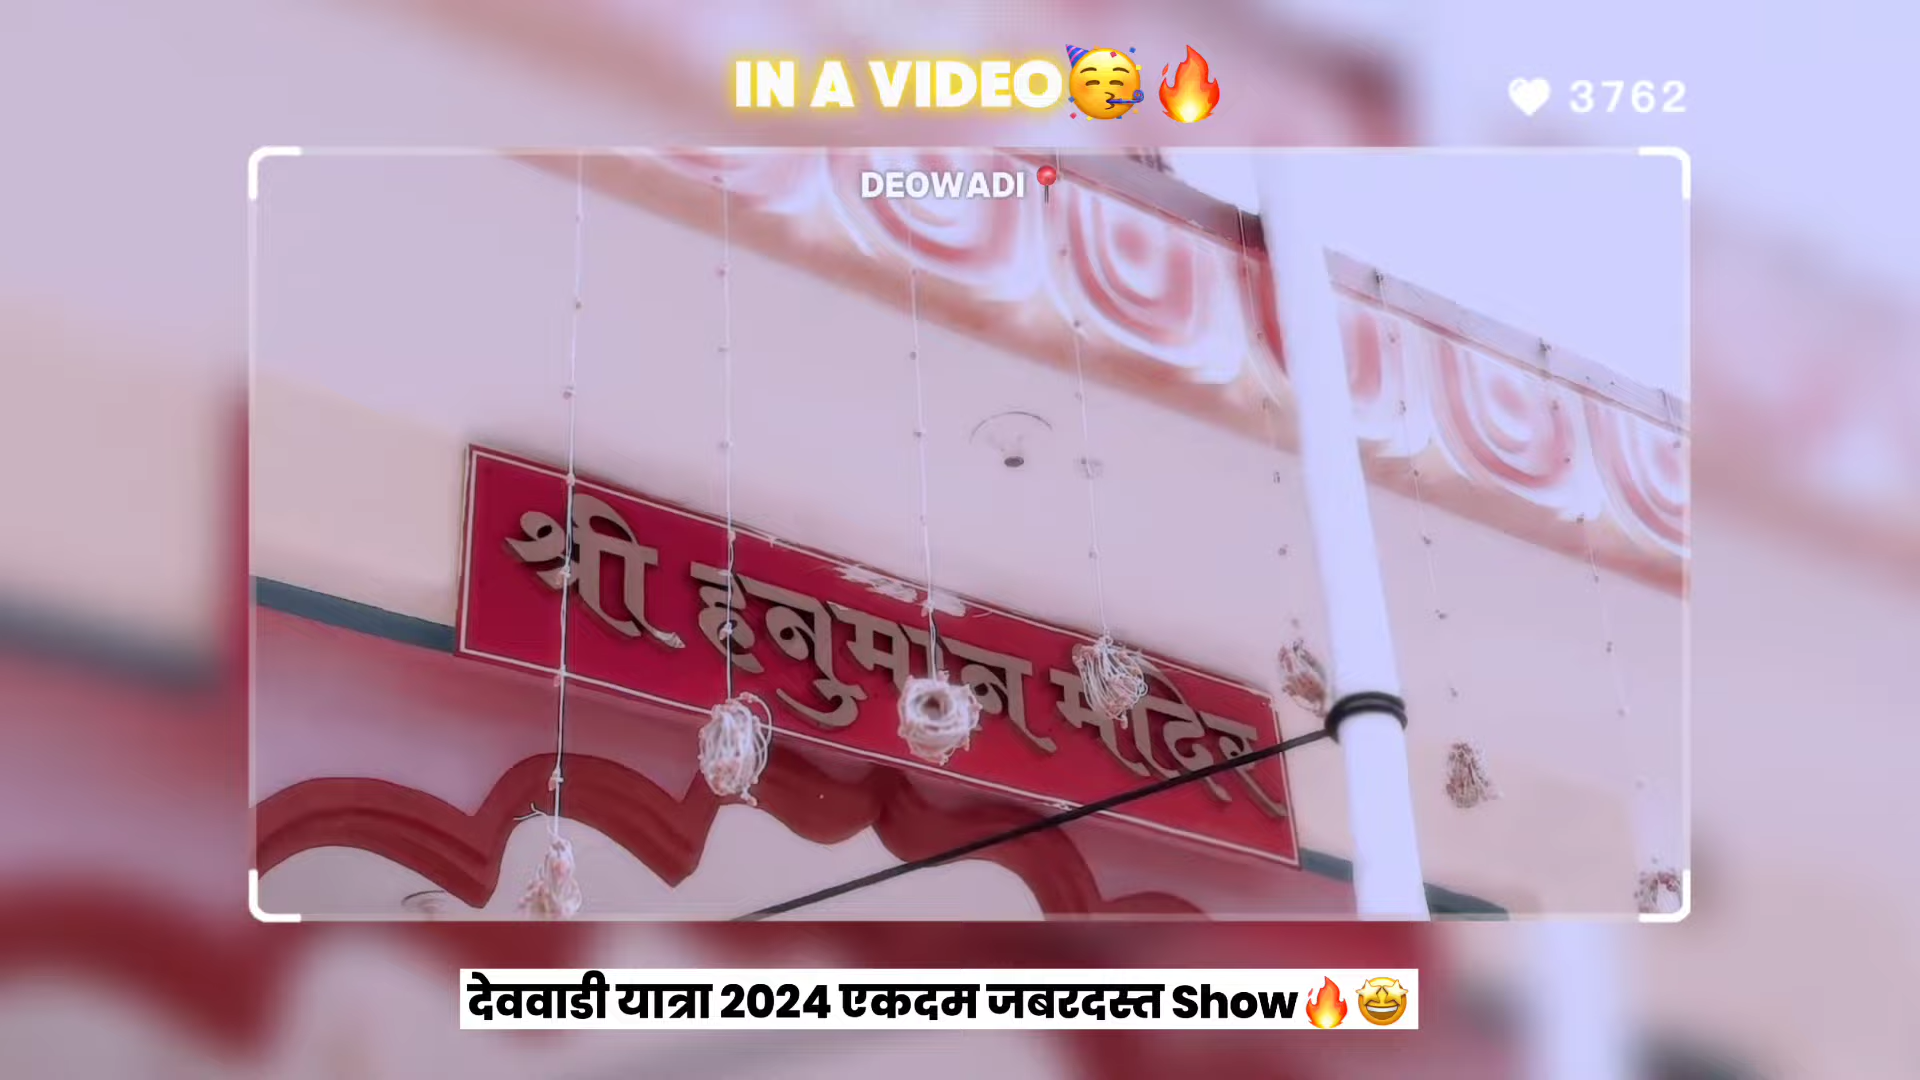 IN A VIDEO🥳🔥
3762
DEOWADI📍
श्री हनुमान मंदिर
देववाडी यात्रा 2024 एकदम जबरदस्त Show🔥🤩